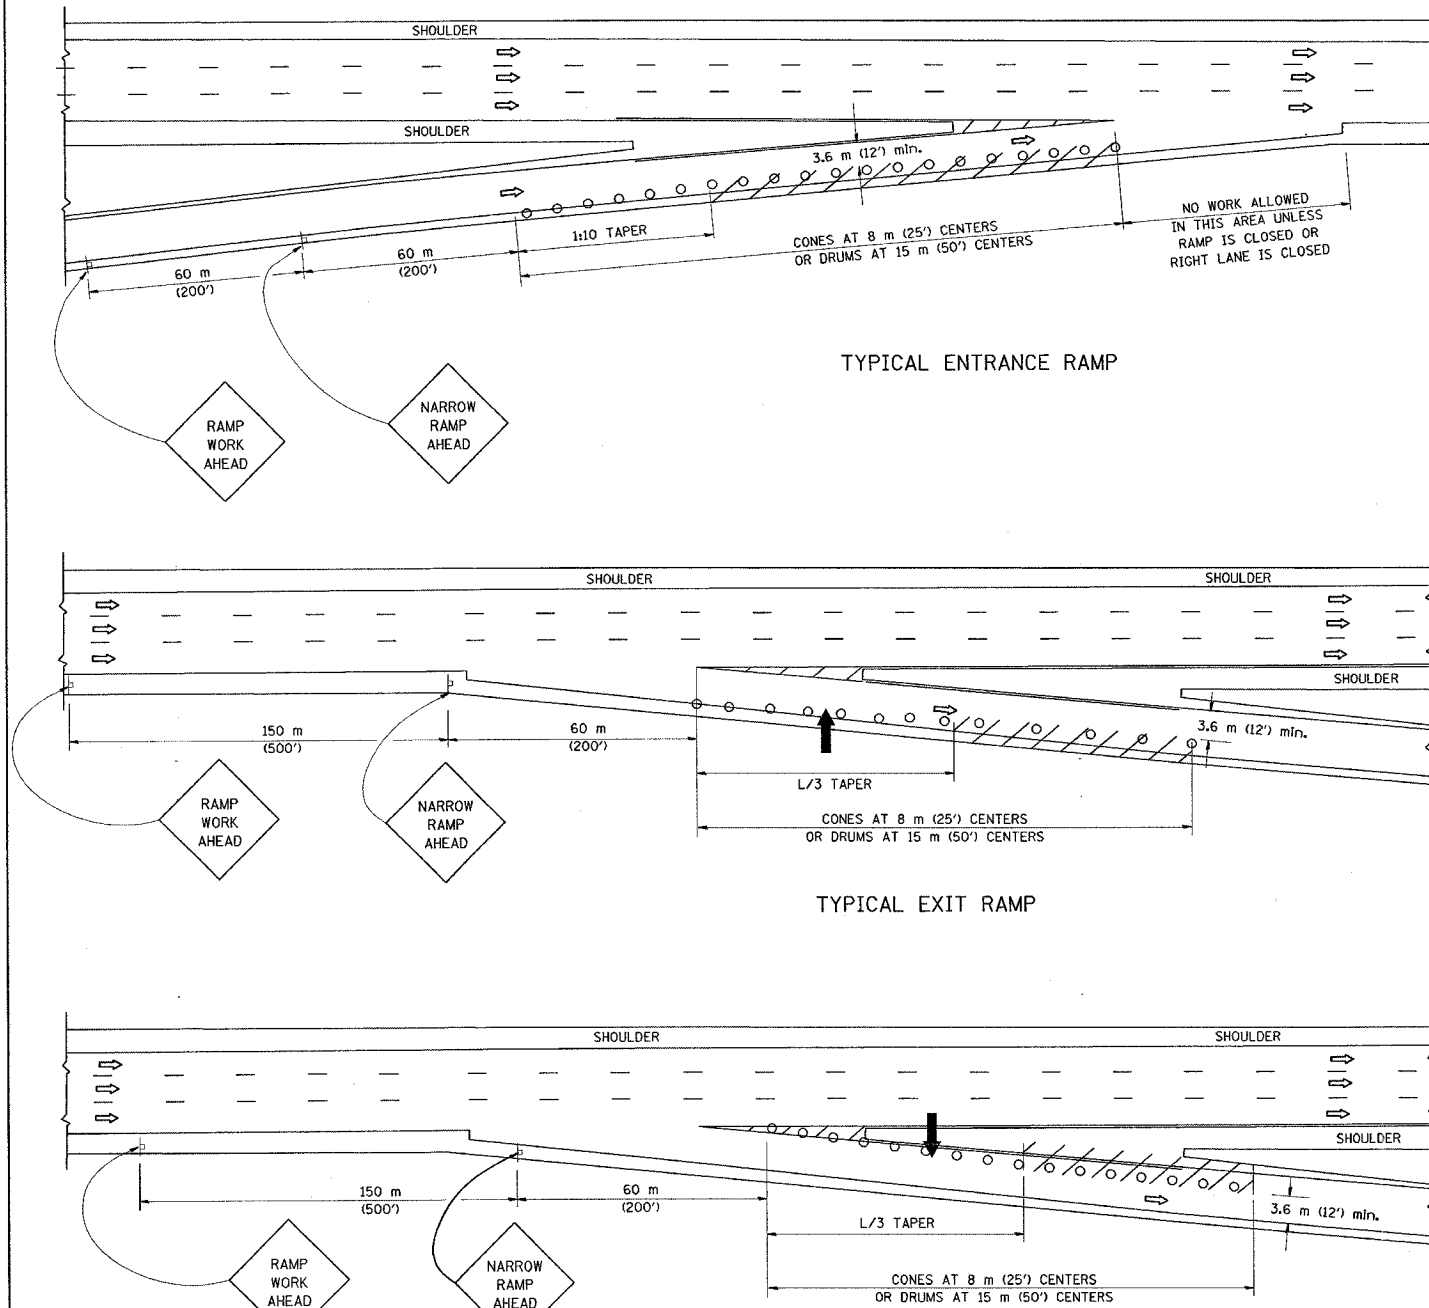 SHOULDER
SHOULDER
3.6 m (12') min.
1:10 TAPER
60 m
(200')
60 m
(200')
CONES AT 8 m (25') CENTERS
OR DRUMS AT 15 m (50') CENTERS
NO WORK ALLOWED
IN THIS AREA UNLESS
RAMP IS CLOSED OR
RIGHT LANE IS CLOSED
TYPICAL ENTRANCE RAMP
RAMP
WORK
AHEAD
NARROW
RAMP
AHEAD
SHOULDER
SHOULDER
SHOULDER
150 m
(500')
60 m
(200')
3.6 m (12') min.
L/3 TAPER
CONES AT 8 m (25') CENTERS
OR DRUMS AT 15 m (50') CENTERS
RAMP
WORK
AHEAD
NARROW
RAMP
AHEAD
TYPICAL EXIT RAMP
SHOULDER
SHOULDER
SHOULDER
150 m
(500')
60 m
(200')
3.6 m (12') min.
L/3 TAPER
CONES AT 8 m (25') CENTERS
OR DRUMS AT 15 m (50') CENTERS
RAMP
WORK
AHEAD
NARROW
RAMP
AHEAD